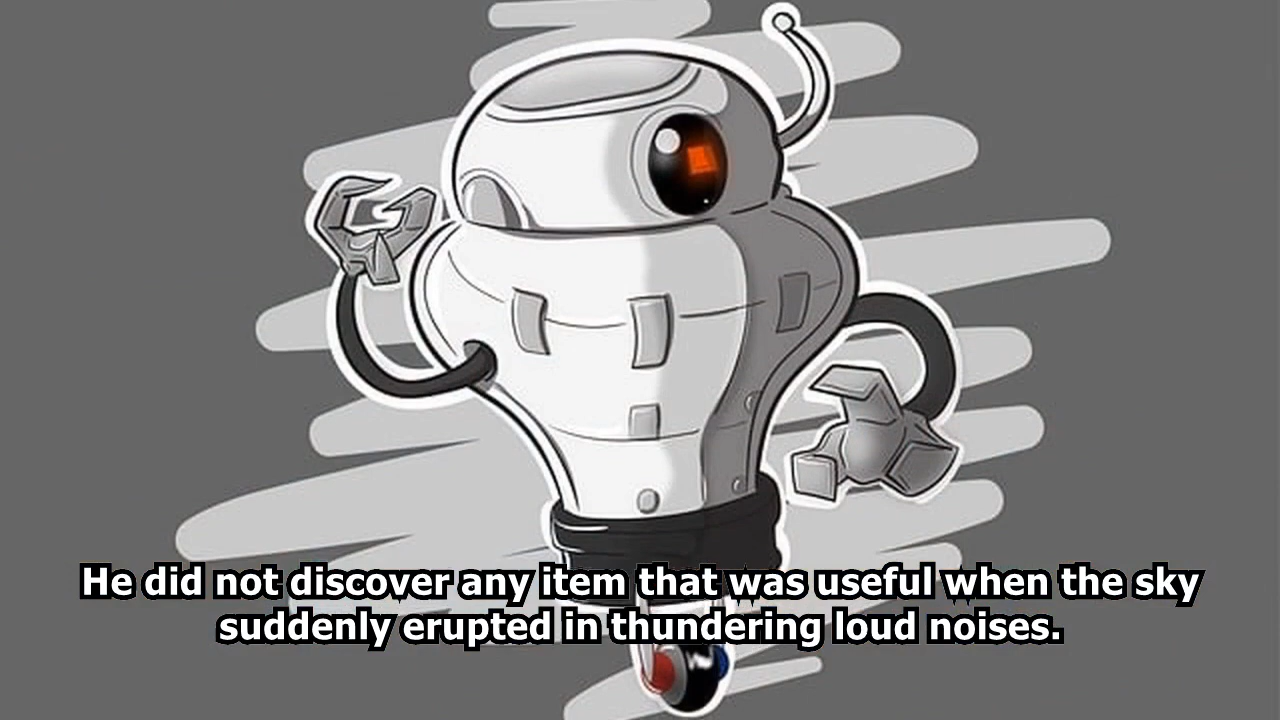 He did not discover any item that was useful when the sky
suddenly erupted in thundering loud noises.